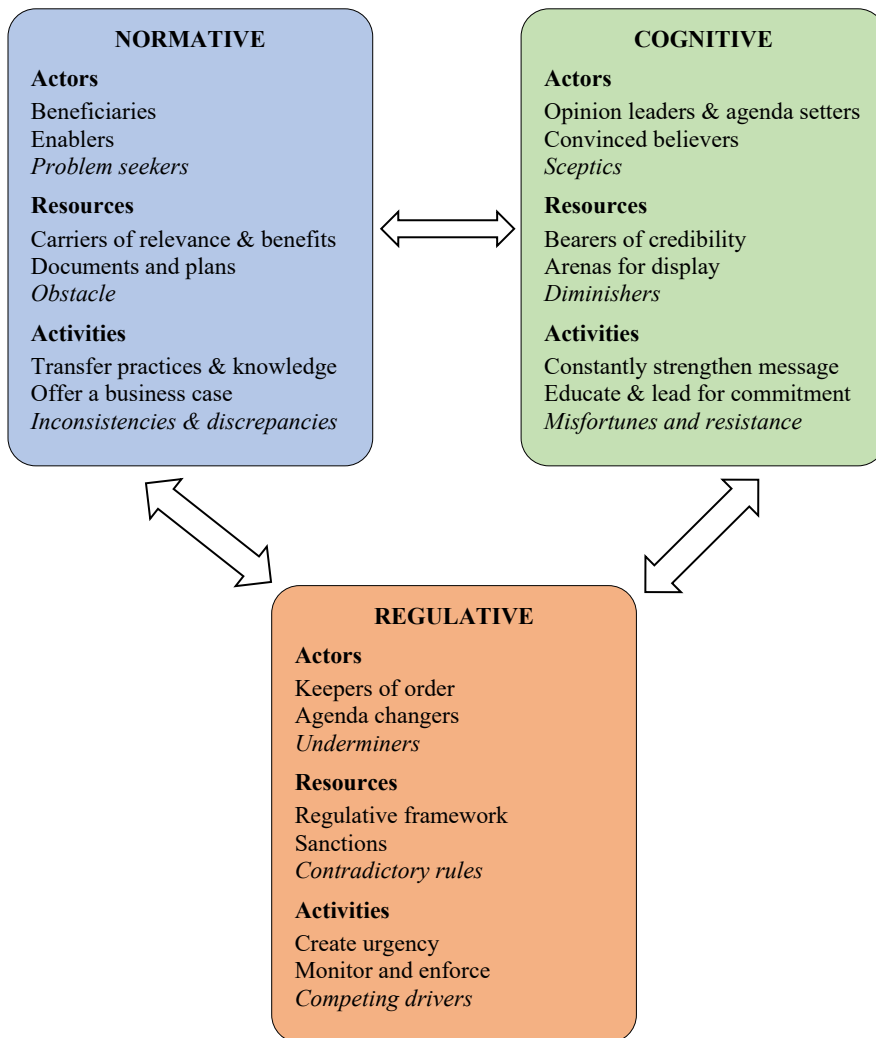 NORMATIVE
Actors
Beneficiaries
Enablers
Problem seekers
Resources
Carriers of relevance & benefits
Documents and plans
Obstacle
Activities
Transfer practices & knowledge
Offer a business case
Inconsistencies & discrepancies
COGNITIVE
Actors
Opinion leaders & agenda setters
Convinced believers
Sceptics
Resources
Bearers of credibility
Arenas for display
Diminishers
Activities
Constantly strengthen message
Educate & lead for commitment
Misfortunes and resistance
REGULATIVE
Actors
Keepers of order
Agenda changers
Underminers
Resources
Regulative framework
Sanctions
Contradictory rules
Activities
Create urgency
Monitor and enforce
Competing drivers